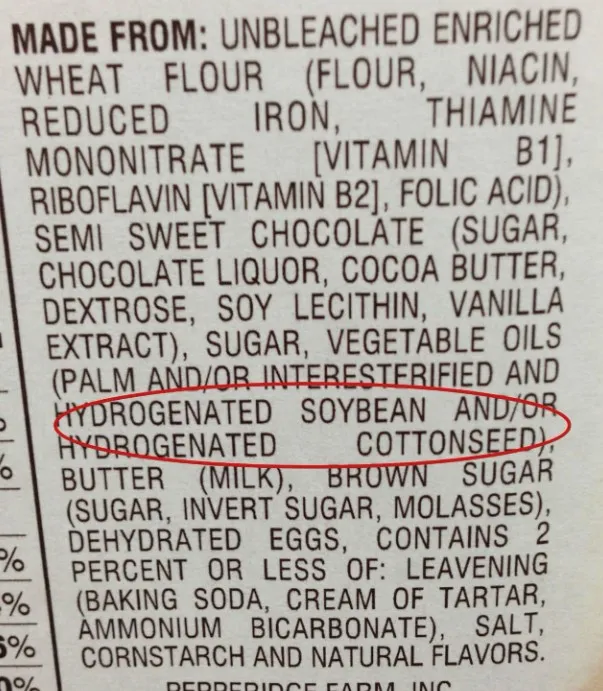 MADE FROM: UNBLEACHED ENRICHED
WHEAT FLOUR (FLOUR, NIACIN,
REDUCED IRON, THIAMINE
MONONITRATE [VITAMIN B1],
RIBOFLAVIN [VITAMIN B2], FOLIC ACID),
SEMI SWEET CHOCOLATE (SUGAR,
CHOCOLATE LIQUOR, COCOA BUTTER,
DEXTROSE, SOY LECITHIN, VANILLA
EXTRACT), SUGAR, VEGETABLE OILS
(PALM AND/OR INTERESTERIFIED AND
HYDROGENATED SOYBEAN AND/OR
HYDROGENATED COTTONSEED),
BUTTER (MILK), BROWN SUGAR
(SUGAR, INVERT SUGAR, MOLASSES),
DEHYDRATED EGGS, CONTAINS 2
PERCENT OR LESS OF: LEAVENING
(BAKING SODA, CREAM OF TARTAR,
AMMONIUM BICARBONATE), SALT,
CORNSTARCH AND NATURAL FLAVORS.
PEPPERIDGE FARM, INC.